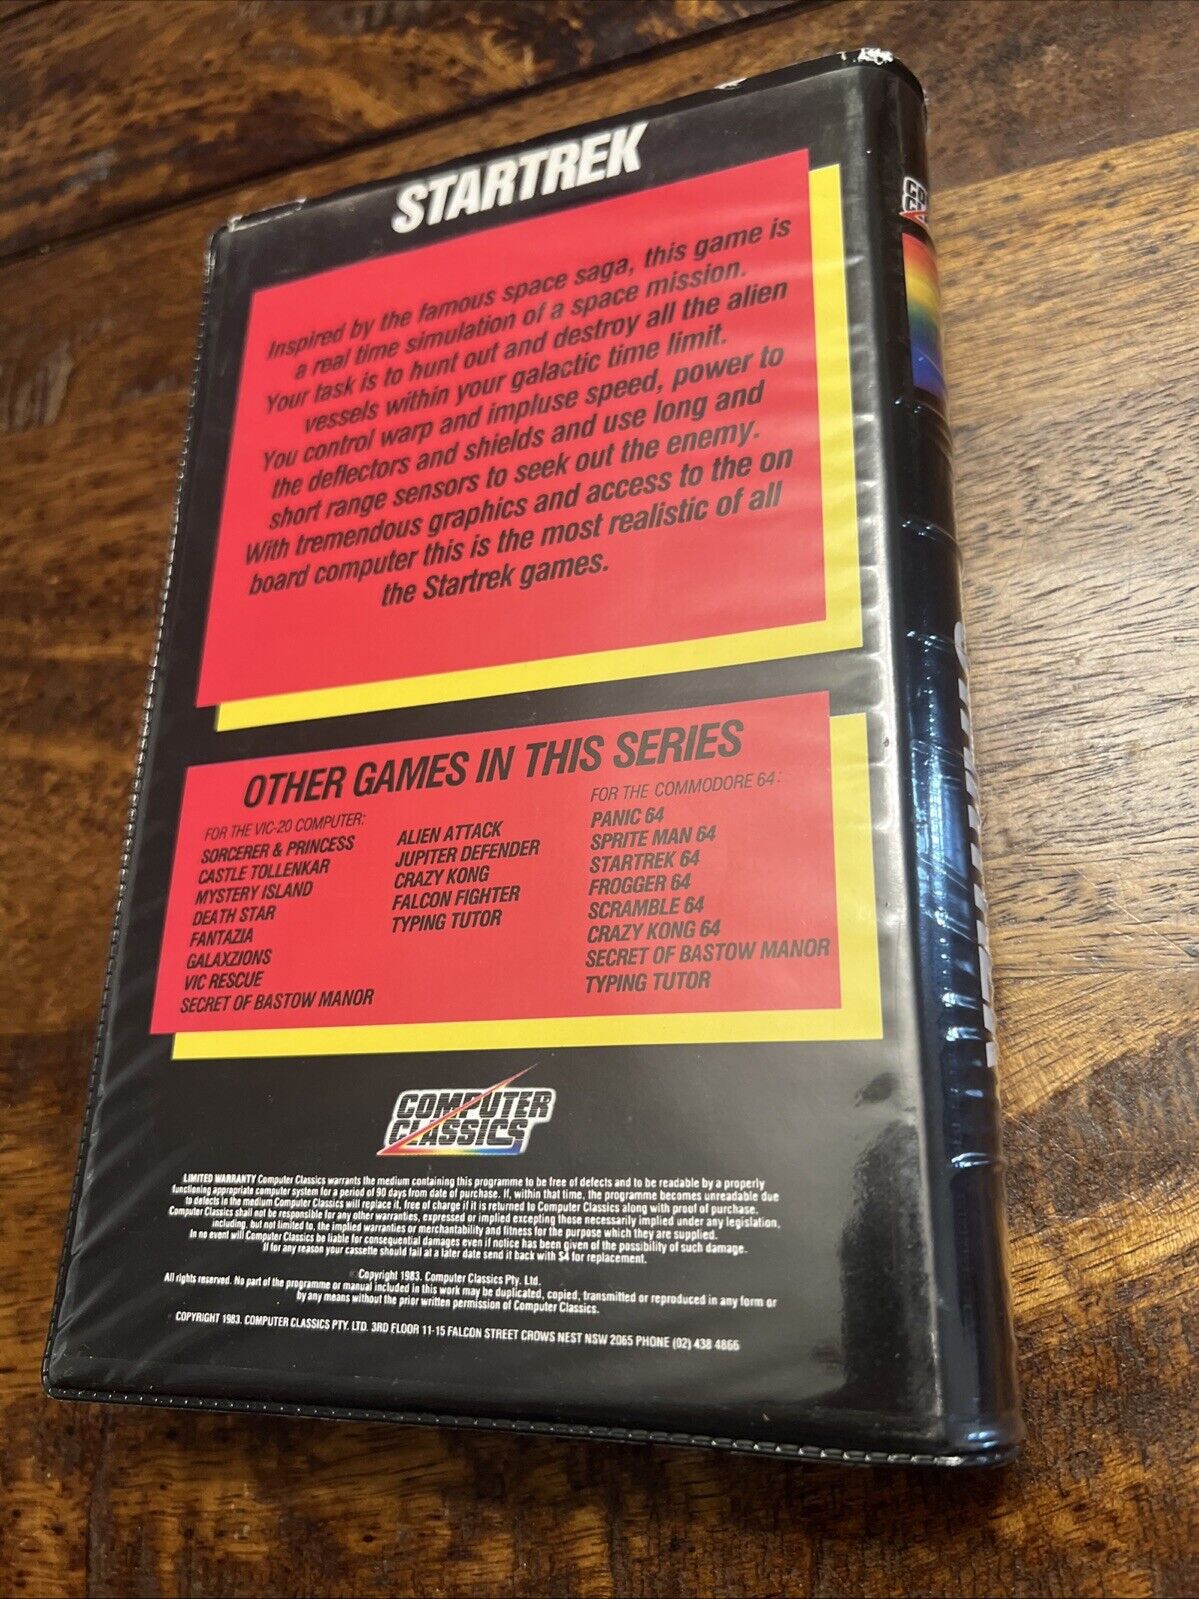 STARTREK
Inspired by the famous space saga, this game is
a real time simulation of a space mission.
Your task is to hunt out and destroy all the alien
vessels within your galactic time limit.
You control warp and impluse speed, power to
the deflectors and shields and use long and
short range sensors to seek out the enemy.
With tremendous graphics and access to the on
board computer this is the most realistic of all
the Startrek games.
OTHER GAMES IN THIS SERIES
FOR THE VIC-20 COMPUTER:
SORCERER & PRINCESS
CASTLE TOLLENKAR
MYSTERY ISLAND
DEATH STAR
FANTAZIA
GALAXZIONS
VIC RESCUE
SECRET OF BASTOW MANOR
ALIEN ATTACK
JUPITER DEFENDER
CRAZY KONG
FALCON FIGHTER
TYPING TUTOR
FOR THE COMMODORE 64:
PANIC 64
SPRITE MAN 64
STARTREK 64
FROGGER 64
SCRAMBLE 64
CRAZY KONG 64
SECRET OF BASTOW MANOR
TYPING TUTOR
COMPUTER
CLASSICS
LIMITED WARRANTY Computer Classics warrants the medium containing this programme to be free of defects and to be readable by a properly
functioning appropriate computer system for a period of 90 days from date of purchase. If, within that time, the programme becomes unreadable due
to defects in the medium Computer Classics will replace it, free of charge if it is returned to Computer Classics along with proof of purchase.
Computer Classics shall not be responsible for any other warranties, expressed or implied excepting those necessarily implied under any legislation,
including, but not limited to, the implied warranties or merchantability and fitness for the purpose which they are supplied.
In no event will Computer Classics be liable for consequential damages even if notice has been given of the possibility of such damage.
If for any reason your cassette should fail at a later date send it back with $4 for replacement.
Copyright 1983. Computer Classics Pty. Ltd.
All rights reserved. No part of the programme or manual included in this work may be duplicated, copied, transmitted or reproduced in any form or
by any means without the prior written permission of Computer Classics.
COPYRIGHT 1983. COMPUTER CLASSICS PTY. LTD. 3RD FLOOR 11-15 FALCON STREET CROWS NEST NSW 2065 PHONE (02) 438 4866